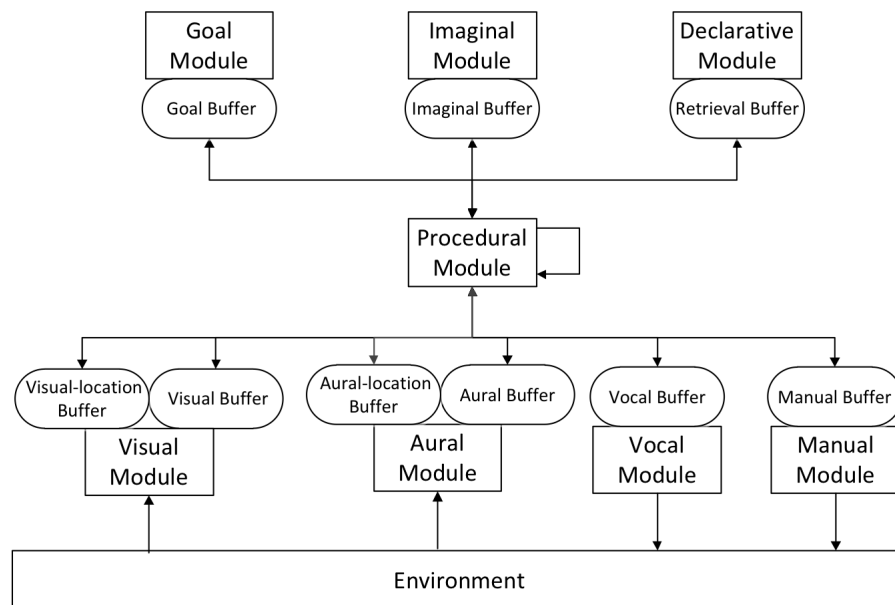 Goal
Module
Imaginal
Module
Declarative
Module
Goal Buffer
Imaginal Buffer
Retrieval Buffer
Procedural
Module
Visual-location
Buffer
Visual Buffer
Aural-location
Buffer
Aural Buffer
Vocal Buffer
Manual Buffer
Visual
Module
Aural
Module
Vocal
Module
Manual
Module
Environment